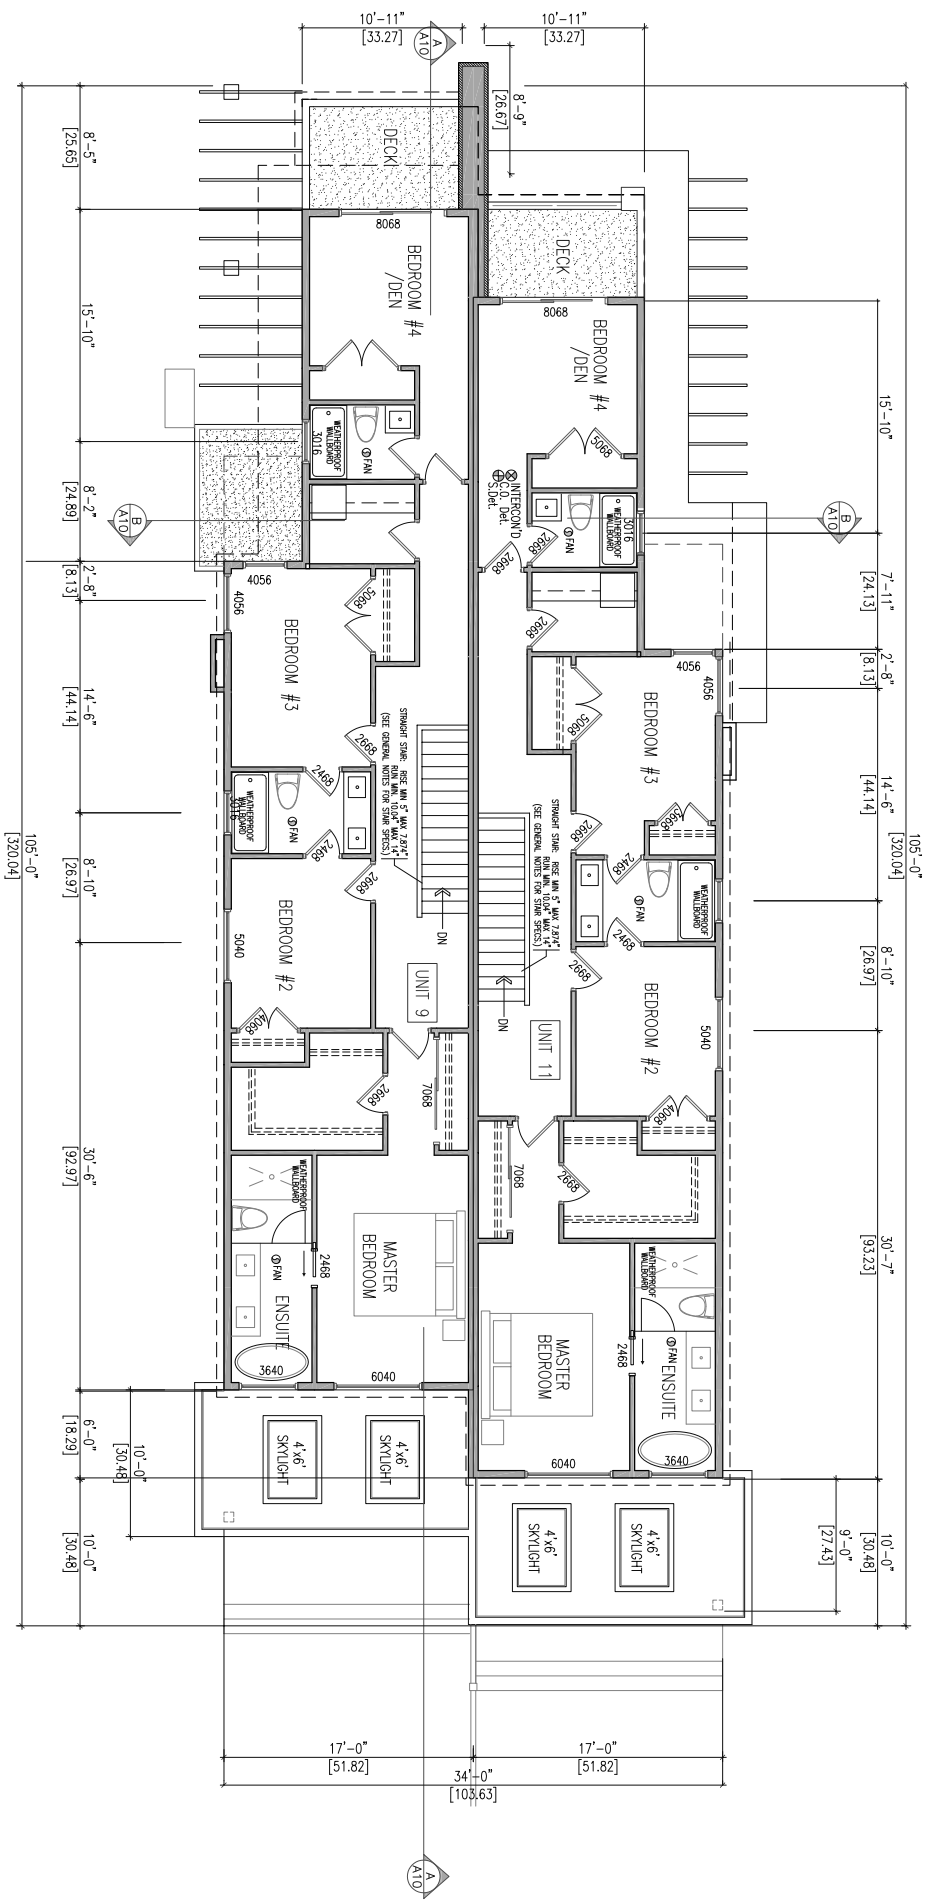 10'-11"
[33.27]
10'-11"
[33.27]
A
A10
8'-9"
[26.67]
8'-5"
[25.65]
15'-10"
8'-2"
[24.89]
2'-8"
[8.13]
14'-6"
[44.14]
8'-10"
[26.97]
30'-6"
[92.97]
6'-0"
[18.29]
10'-0"
[30.48]
10'-0"
[30.48]
105'-0"
[320.04]
15'-10"
7'-11"
[24.13]
2'-8"
[8.13]
14'-6"
[44.14]
8'-10"
[26.97]
30'-7"
[93.23]
10'-0"
[30.48]
9'-0"
[27.43]
105'-0"
[320.04]
B
A10
B
A10
DECK
8068
BEDROOM #4
/DEN
WEATHERPROOF
WALLBOARD
3016
FAN
4056
4056
5068
BEDROOM #3
2668
2468
WEATHERPROOF
WALLBOARD
3016
FAN
2468
2668
STRAIGHT STAIR: RISE MIN 5" MAX 7.874"
RUN MIN. 10.04" MAX 14"
(SEE GENERAL NOTES FOR STAIR SPECS.)
DN
UNIT 9
BEDROOM #2
5040
4068
2668
7068
WEATHERPROOF
WALLBOARD
FAN
2468
MASTER
BEDROOM
ENSUITE
3640
6040
4'x6'
SKYLIGHT
4'x6'
SKYLIGHT
DECK
8068
BEDROOM #4
/DEN
5068
INTERCON'D
C.O. Det.
S.Det.
3016
WEATHERPROOF
WALLBOARD
FAN
2668
2668
2668
4056
4056
BEDROOM #3
5068
5068
2668
2468
WEATHERPROOF
WALLBOARD
FAN
2468
2668
STRAIGHT STAIR: RISE MIN 5" MAX 7.874"
RUN MIN. 10.04" MAX 14"
(SEE GENERAL NOTES FOR STAIR SPECS.)
DN
UNIT 11
BEDROOM #2
5040
4068
7068
2668
WEATHERPROOF
WALLBOARD
FAN
2468
MASTER
BEDROOM
ENSUITE
3640
6040
4'x6'
SKYLIGHT
4'x6'
SKYLIGHT
17'-0"
[51.82]
17'-0"
[51.82]
34'-0"
[103.63]
A
A10